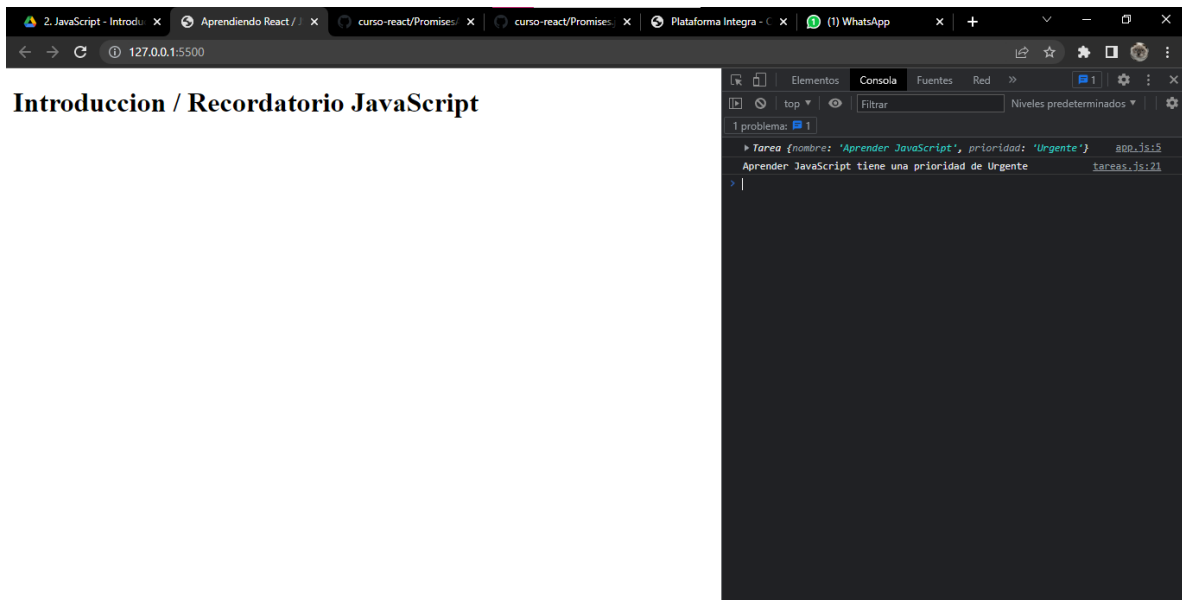 2. JavaScript - Introdu
Aprendiendo React / J
curso-react/Promises/
curso-react/Promises.
Plataforma Integra - C
(1) WhatsApp
127.0.0.1:5500
Introduccion / Recordatorio JavaScript
Elementos Consola Fuentes Red » 1
top ▼ Filtrar Niveles predeterminados ▼
1 problema: 1
▶ Tarea {nombre: 'Aprender JavaScript', prioridad: 'Urgente'} app.js:5
Aprender JavaScript tiene una prioridad de Urgente tareas.js:21
>